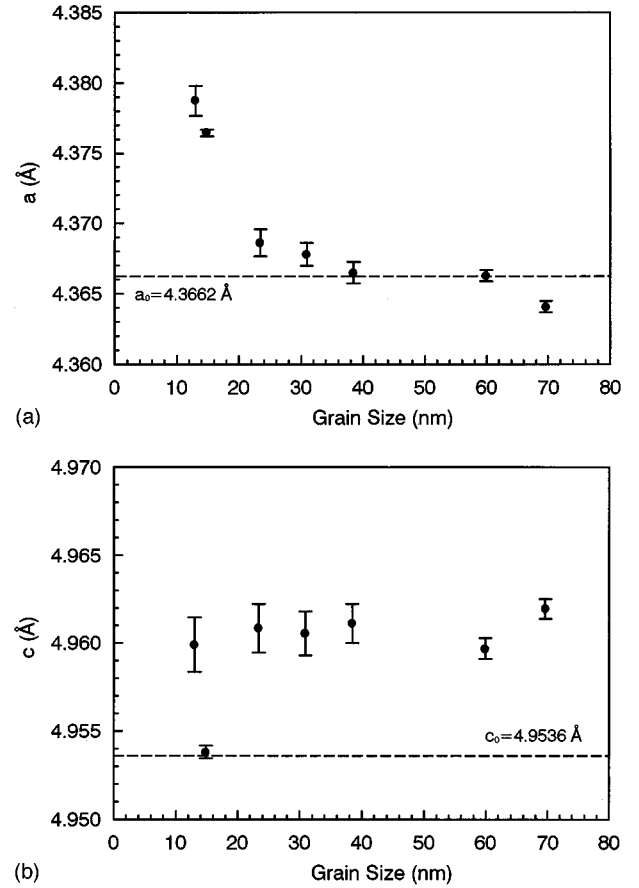 4.385
4.380
4.375
4.370
4.365
4.360
a (Å)
a₀=4.3662 Å
0 10 20 30 40 50 60 70 80
Grain Size (nm)
(a)
4.970
4.965
4.960
4.955
4.950
c (Å)
c₀=4.9536 Å
0 10 20 30 40 50 60 70 80
Grain Size (nm)
(b)